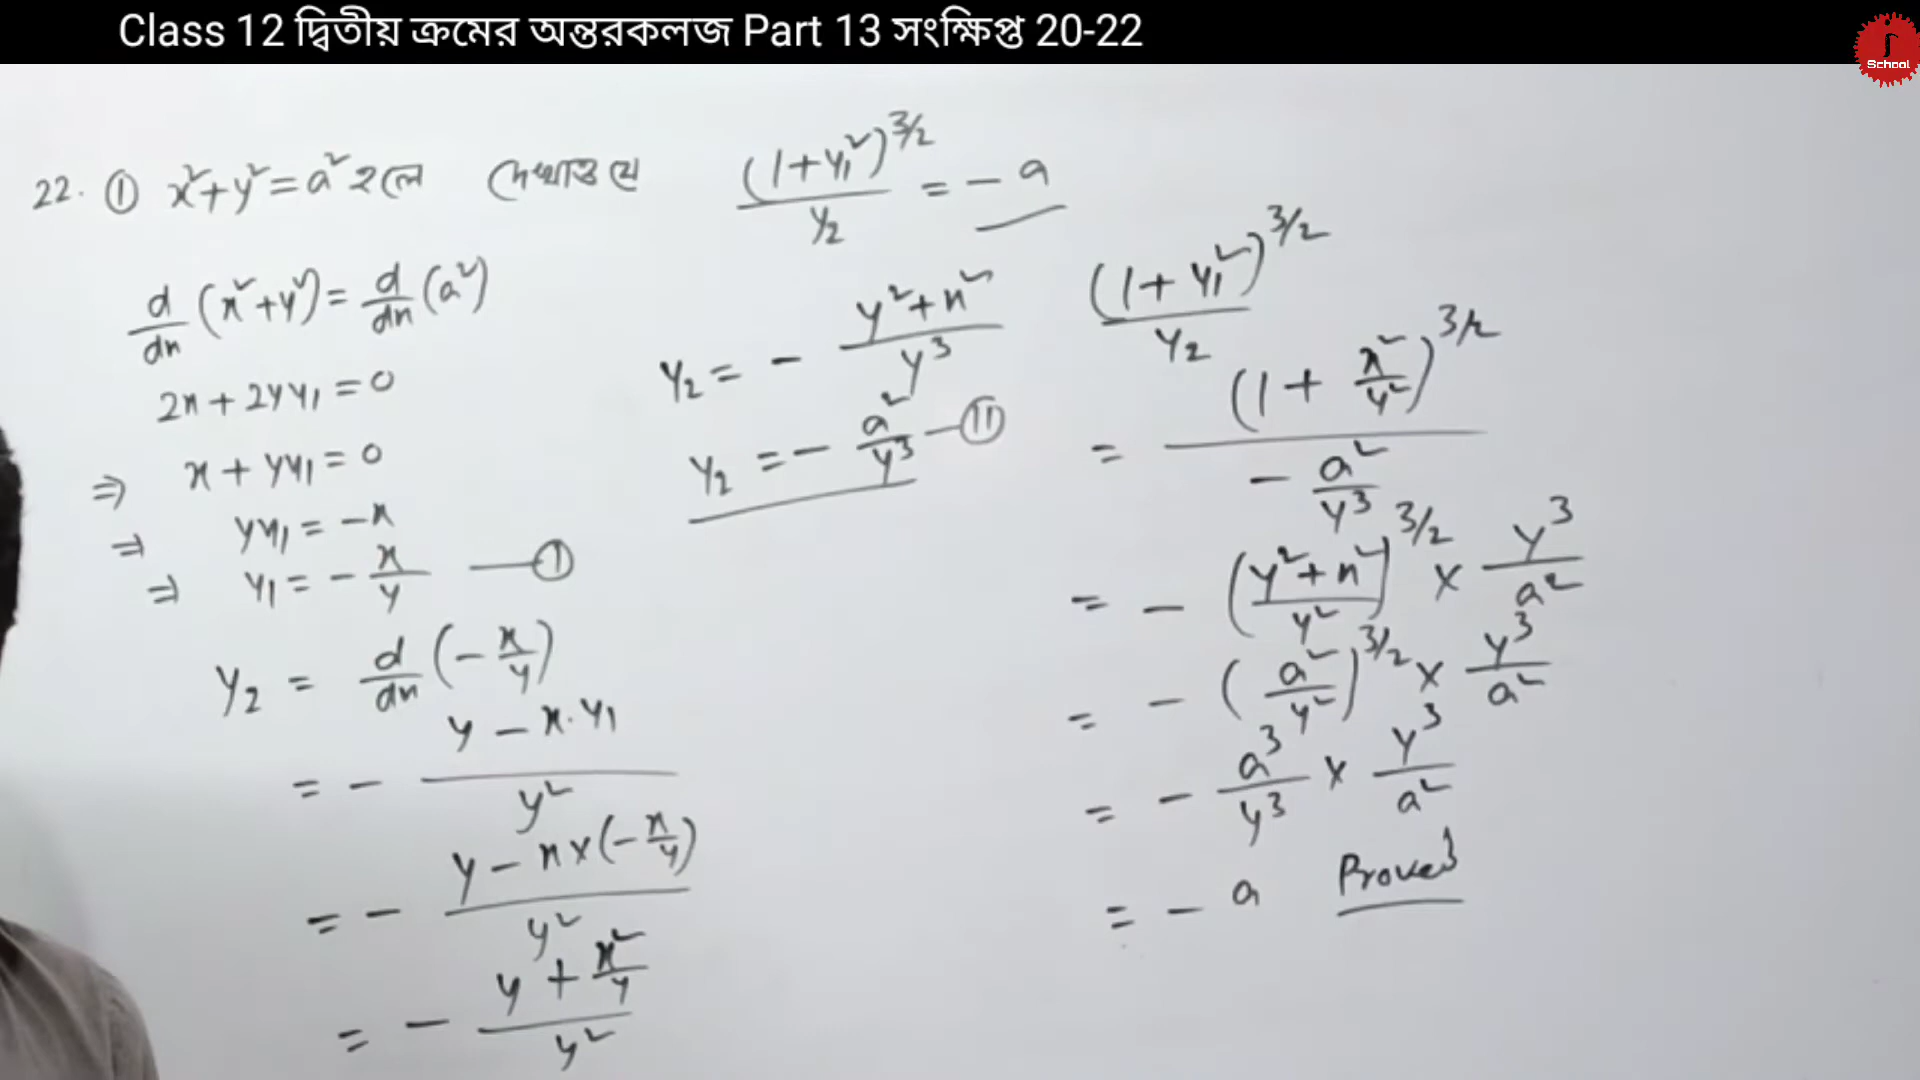 Class 12 দ্বিতীয় ক্রমের অন্তরকলজ Part 13 সংক্ষিপ্ত 20-22
School
22. ① x²+y²=a² হলে দেখাও যে (1+y₁²)^3/2 / y₂ = -a
d/dx (x²+y²) = d/dx (a²)
2x+2yy₁=0
⇒ x+yy₁=0
⇒ yy₁=-x
⇒ y₁=-x/y —①
y₂ = d/dx (-x/y)
= - (y-x.y₁)/y²
= - (y-x×(-x/y))/y²
= - (y+x²/y)/y²
y₂ = - (y²+x²)/y³
y₂ = - a²/y³ —⑪
(1+y₁²)^3/2 / y₂
= (1+x²/y²)^3/2 / (-a²/y³)
= - ((y²+x²)/y²)^3/2 × y³/a²
= - (a²/y²)^3/2 × y³/a²
= - a³/y³ × y³/a²
= - a Proved